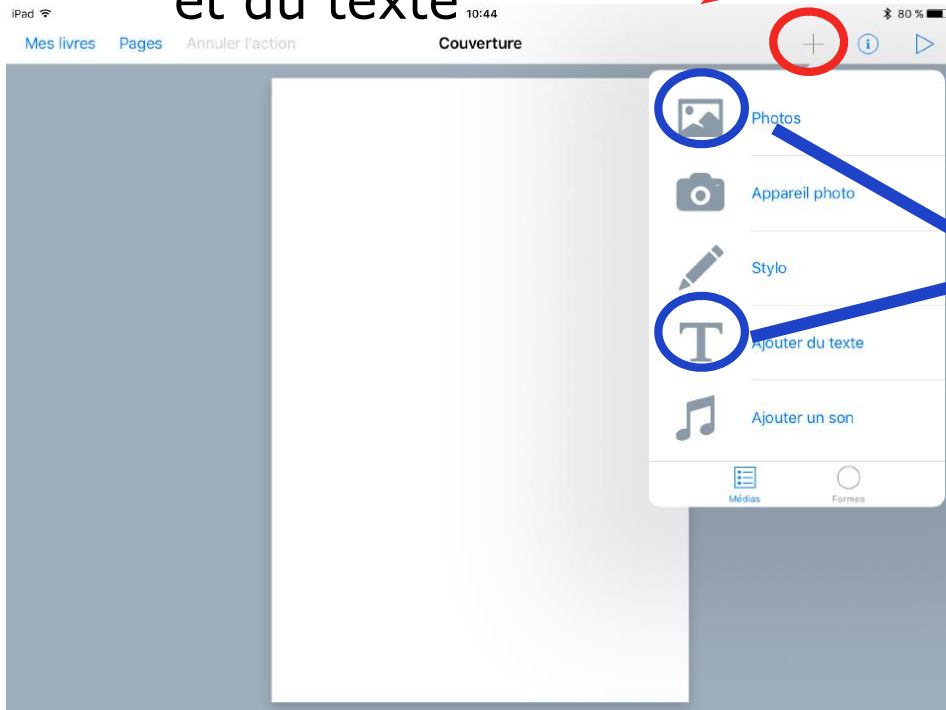 et du texte
iPad 10:44 80 %
Mes livres Pages Annuler l'action Couverture
Photos
Appareil photo
Stylo
T Ajouter du texte
Ajouter un son
Médias Formes